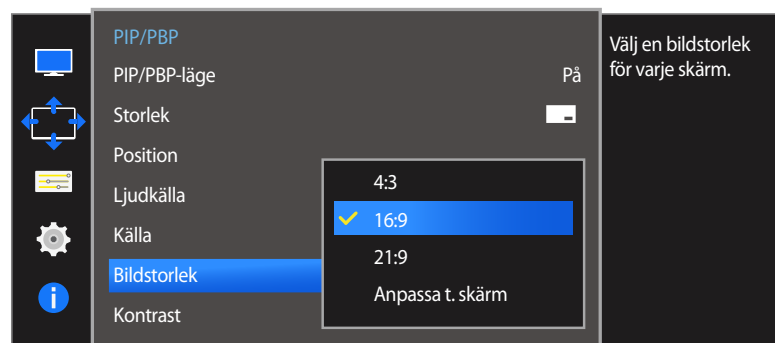 PIP/PBP
PIP/PBP-läge På
Storlek
Position
Ljudkälla
Källa
Bildstorlek
Kontrast
4:3
16:9
21:9
Anpassa t. skärm
Välj en bildstorlek
för varje skärm.